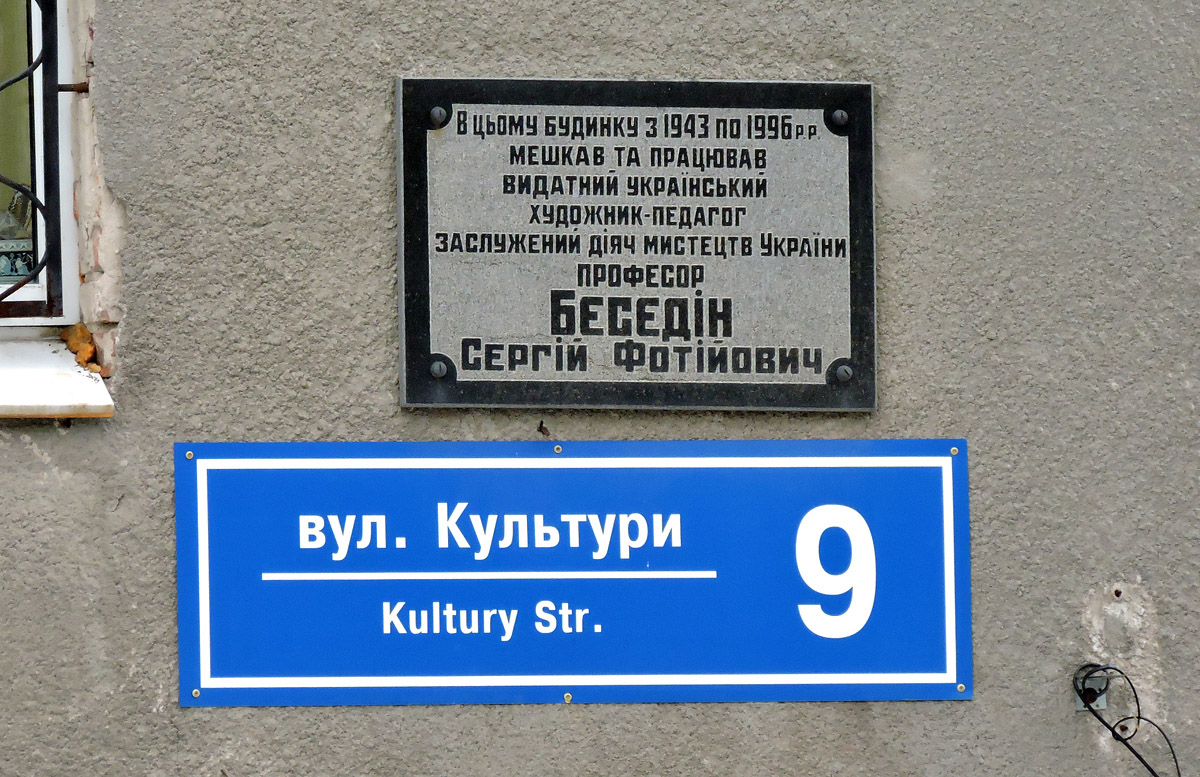 В цьому будинку з 1943 по 1996 р.р
мешкав та працював
видатний український
художник-педагог
заслужений діяч мистецтв України
професор
Бєсєдін
Сергій Фотійович
вул. Культури
9
Kultury Str.